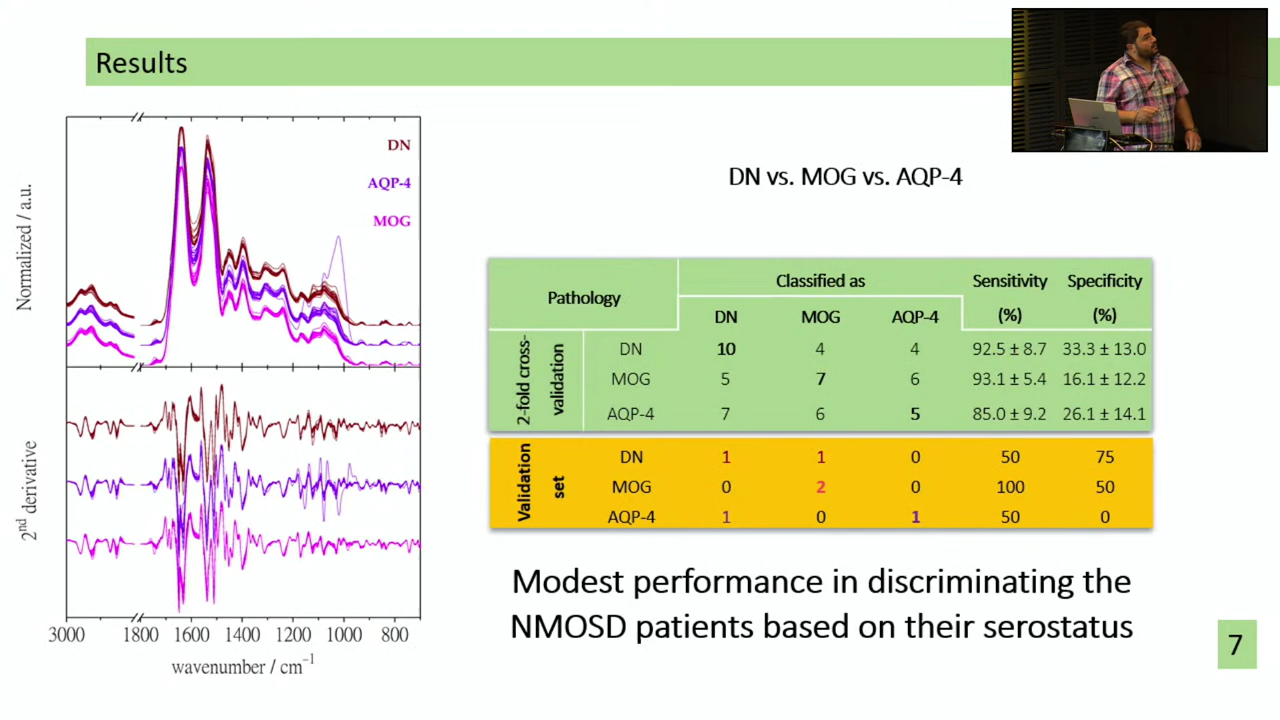 Results
DN
AQP-4
MOG
Normalized / a.u.
2nd derivative
3000 1800 1600 1400 1200 1000 800
wavenumber / cm⁻¹
DN vs. MOG vs. AQP-4
Pathology Classified as Sensitivity (%) Specificity (%)
DN MOG AQP-4
2-fold cross-validation
DN 10 4 4 92.5 ± 8.7 33.3 ± 13.0
MOG 5 7 6 93.1 ± 5.4 16.1 ± 12.2
AQP-4 7 6 5 85.0 ± 9.2 26.1 ± 14.1
Validation set
DN 1 1 0 50 75
MOG 0 2 0 100 50
AQP-4 1 0 1 50 0
Modest performance in discriminating the
NMOSD patients based on their serostatus
7